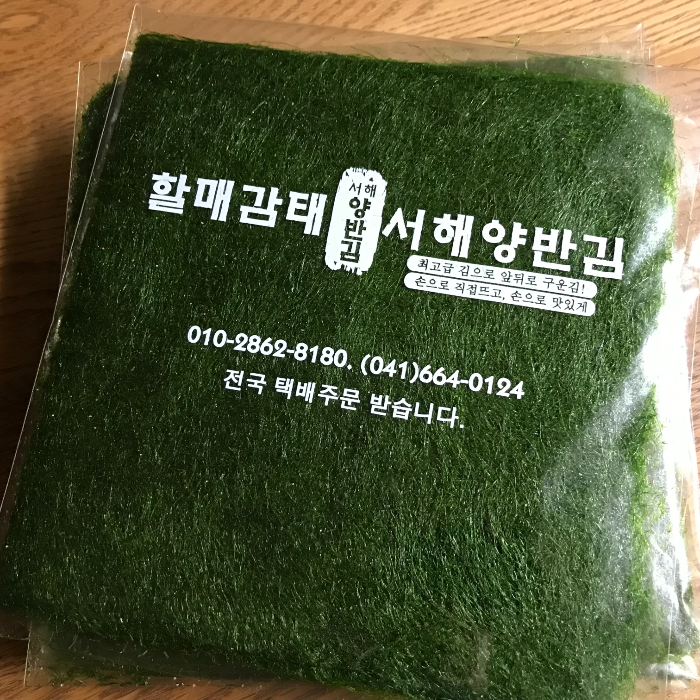 할매감태 서해양반김 서해양반김
최고급 김으로 앞뒤로 구운김!
손으로 직접뜨고, 손으로 맛있게
010-2862-8180. (041)664-0124
전국 택배주문 받습니다.